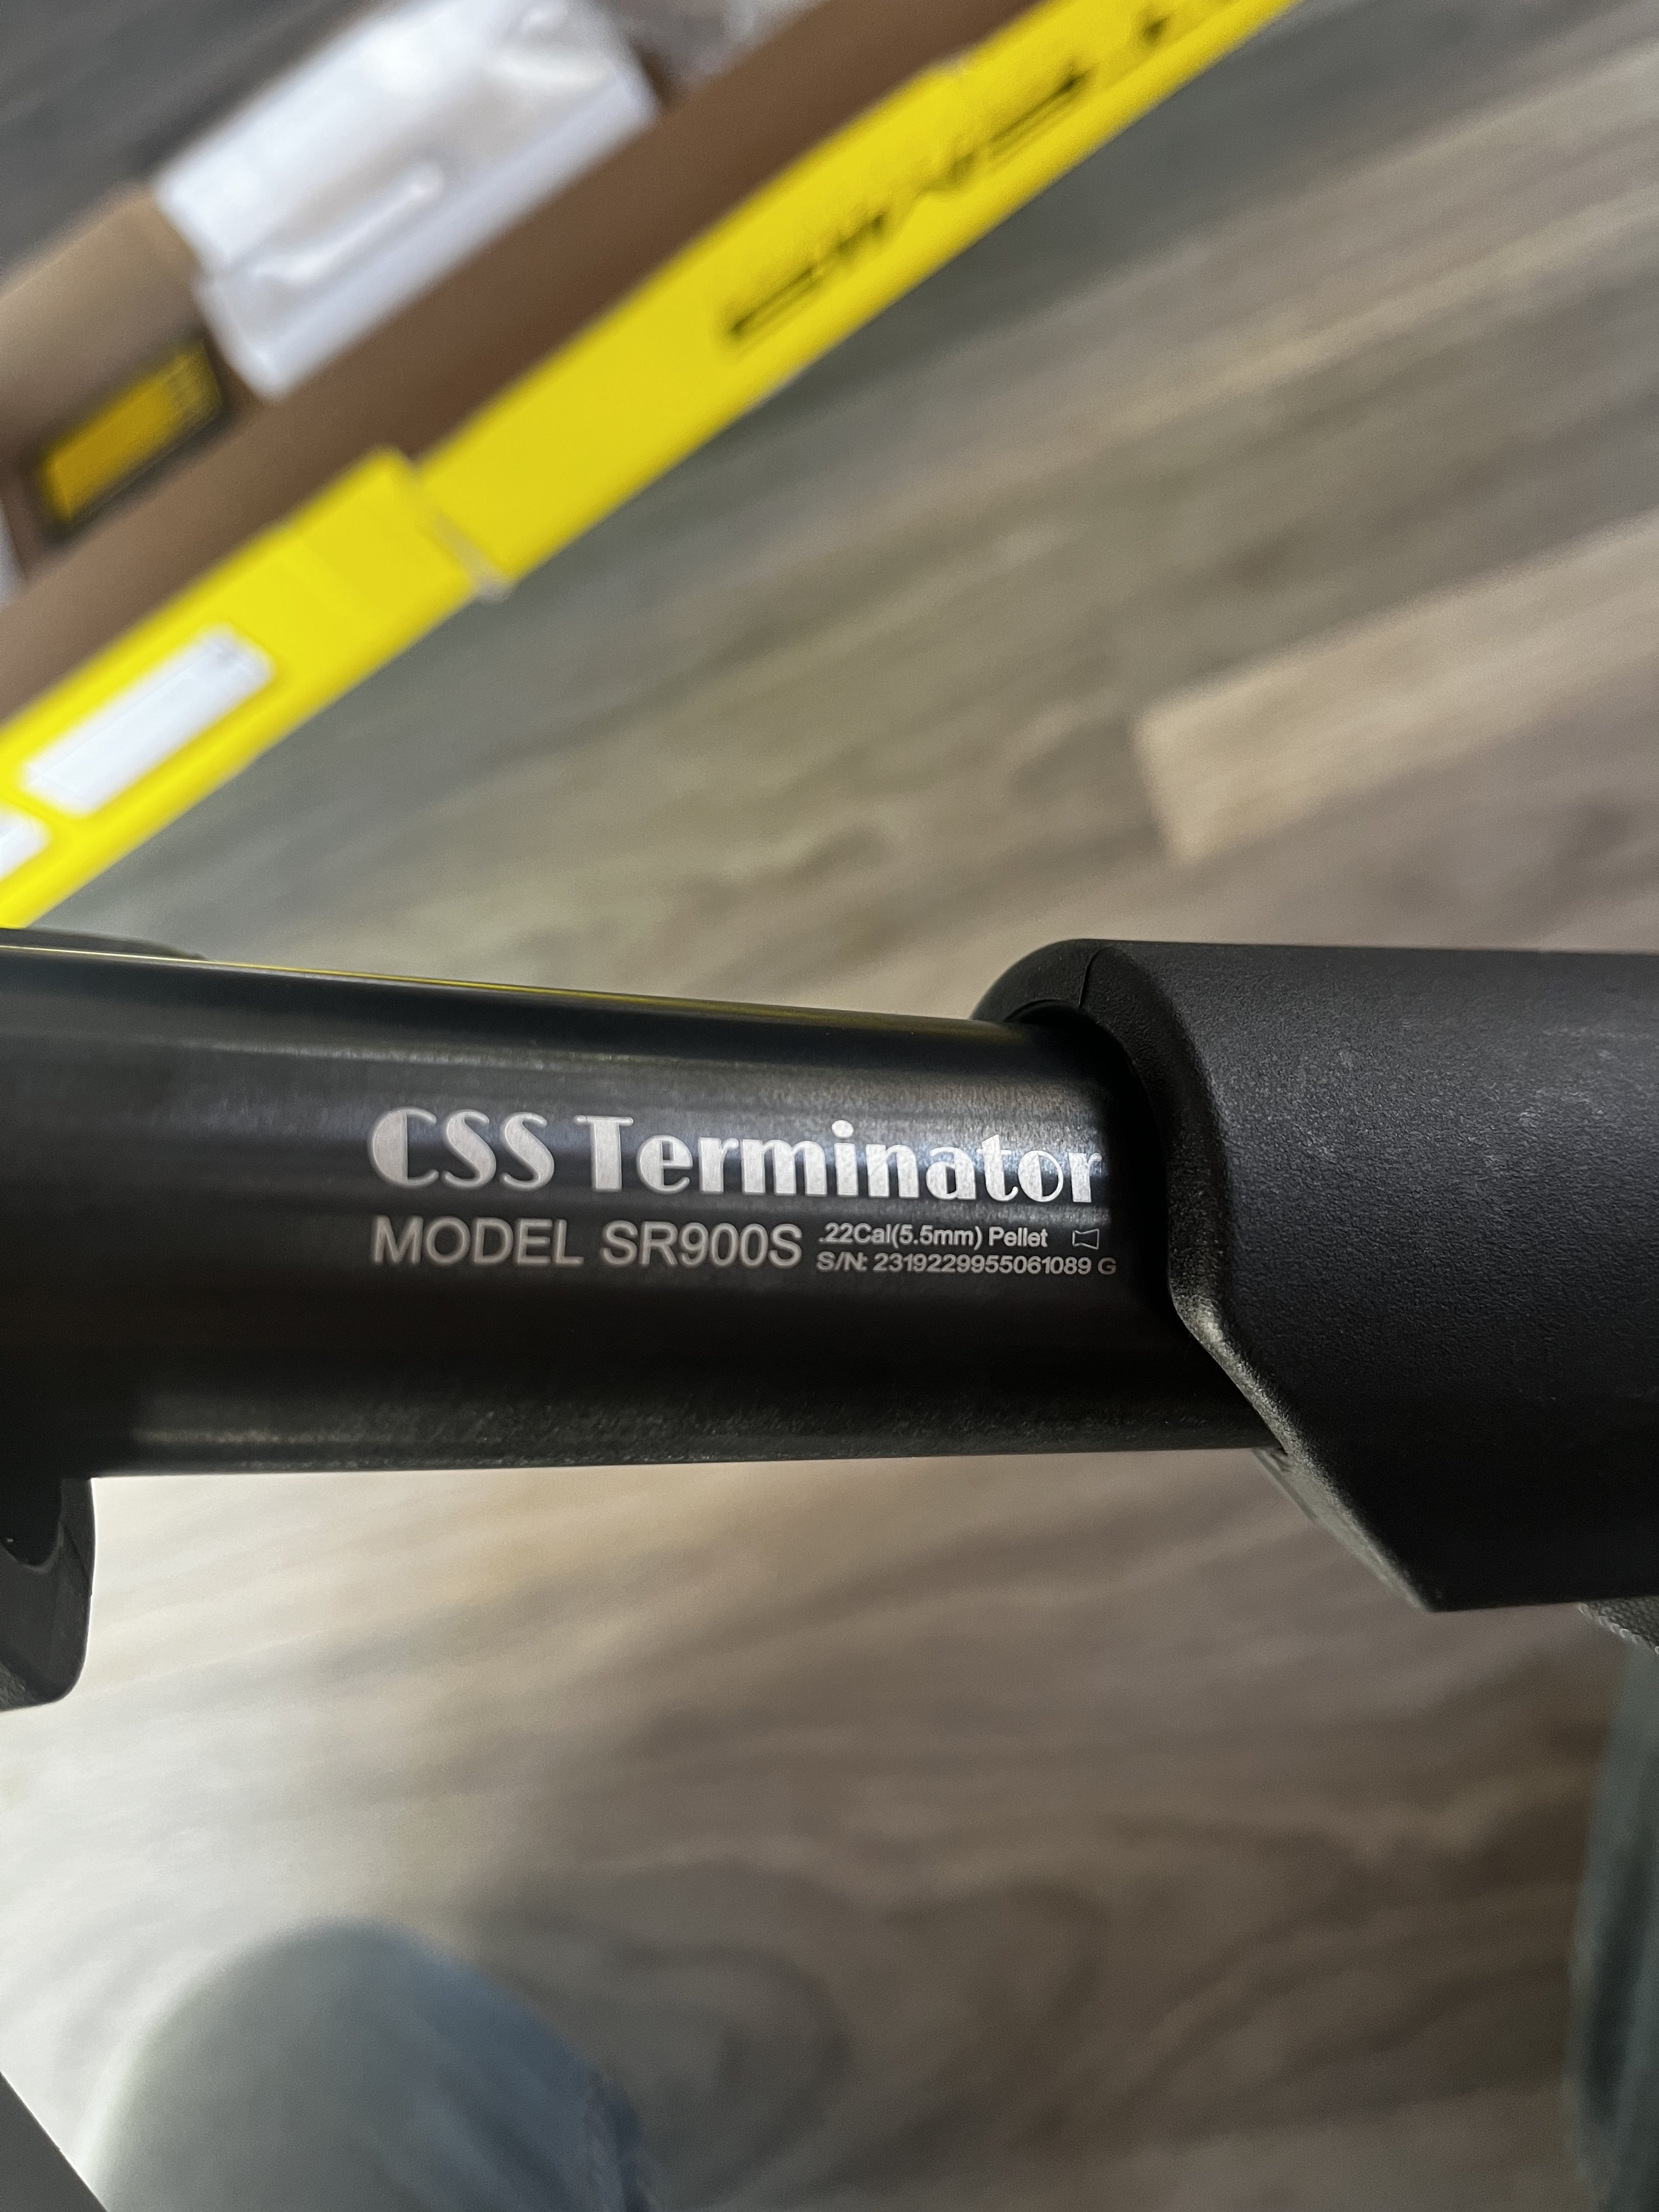 CSS Terminator
MODEL SR900S
.22Cal(5.5mm) Pellet
S/N: 2319229955061089 G